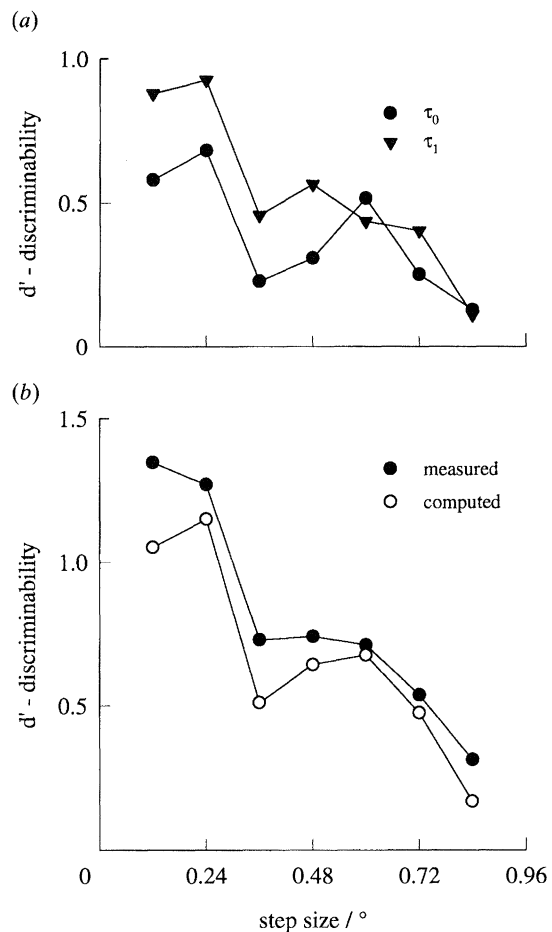 (a)
1.0
0.5
0
d' - discriminability
τ0
τ1
(b)
1.5
1.0
0.5
d' - discriminability
measured
computed
0 0.24 0.48 0.72 0.96
step size / °